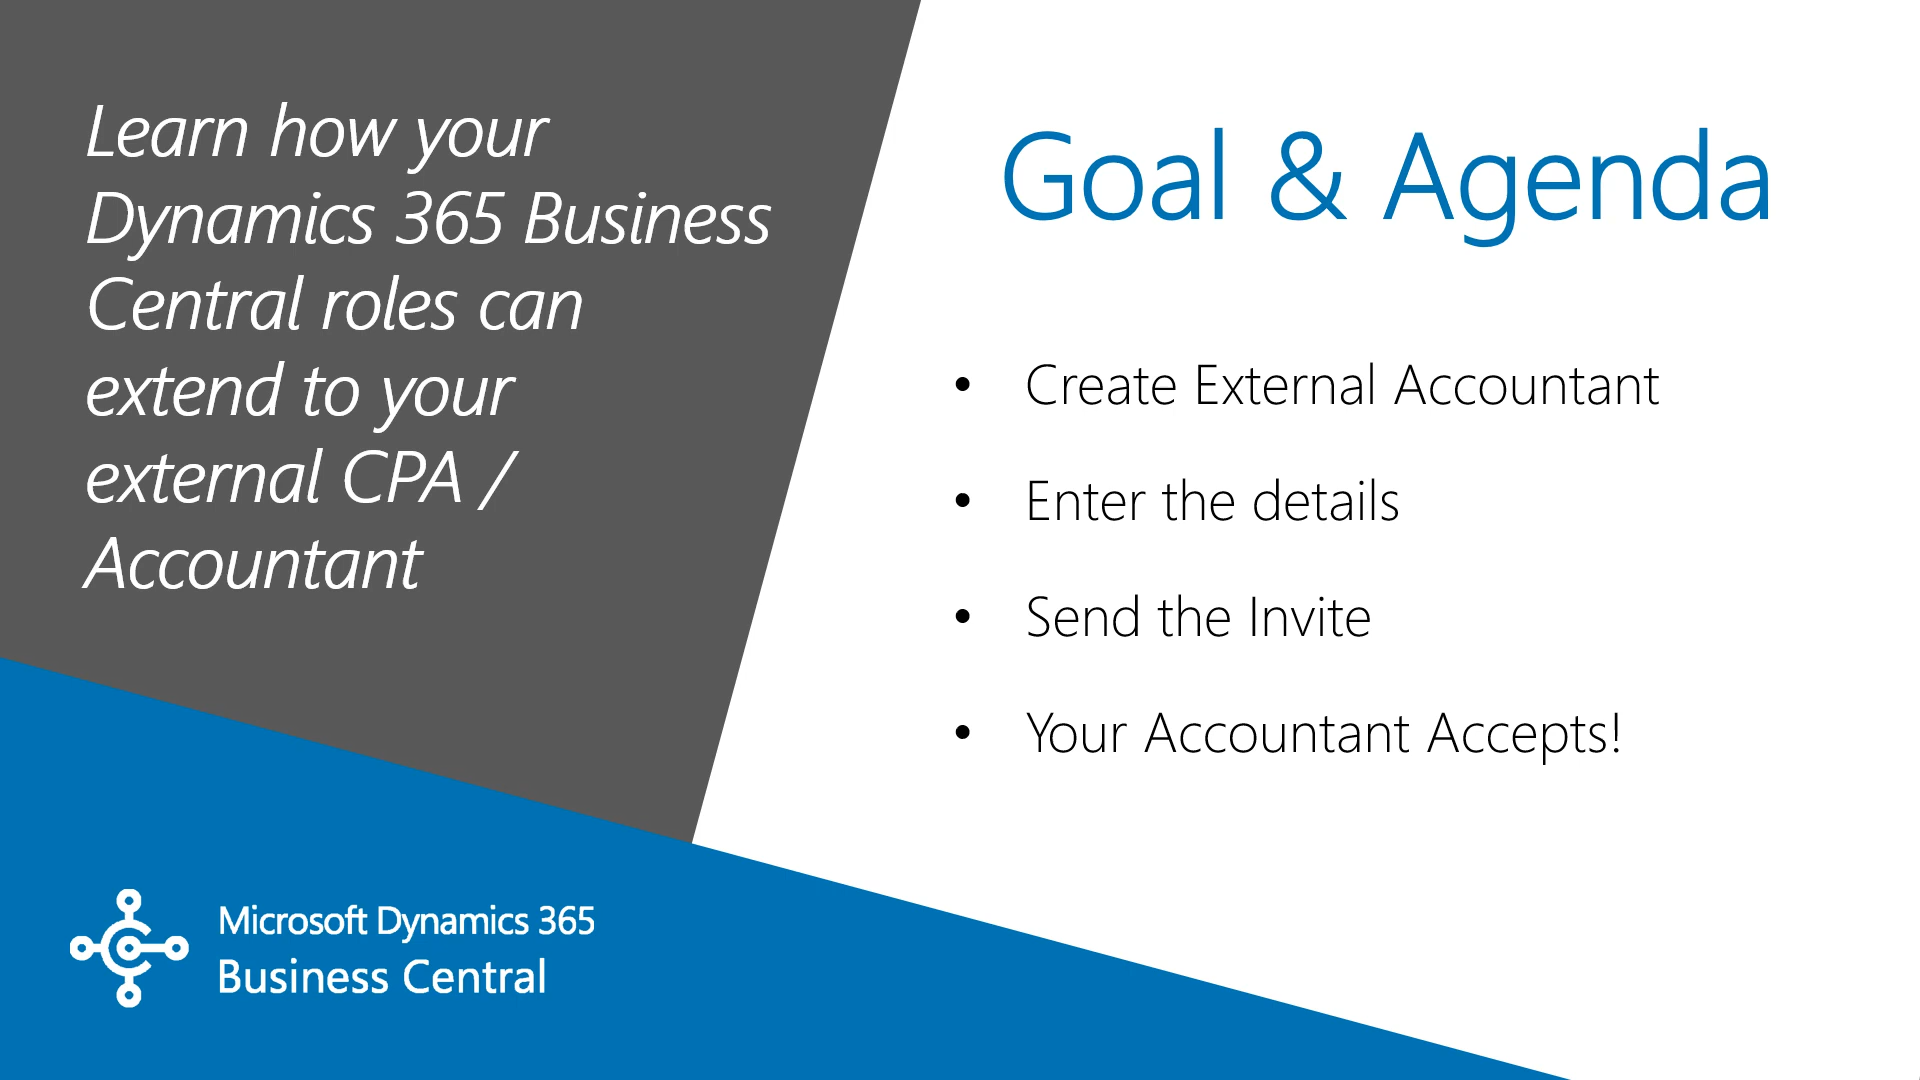 Learn how your
Dynamics 365 Business
Central roles can
extend to your
external CPA /
Accountant
Goal & Agenda
• Create External Accountant
• Enter the details
• Send the Invite
• Your Accountant Accepts!
Microsoft Dynamics 365
Business Central